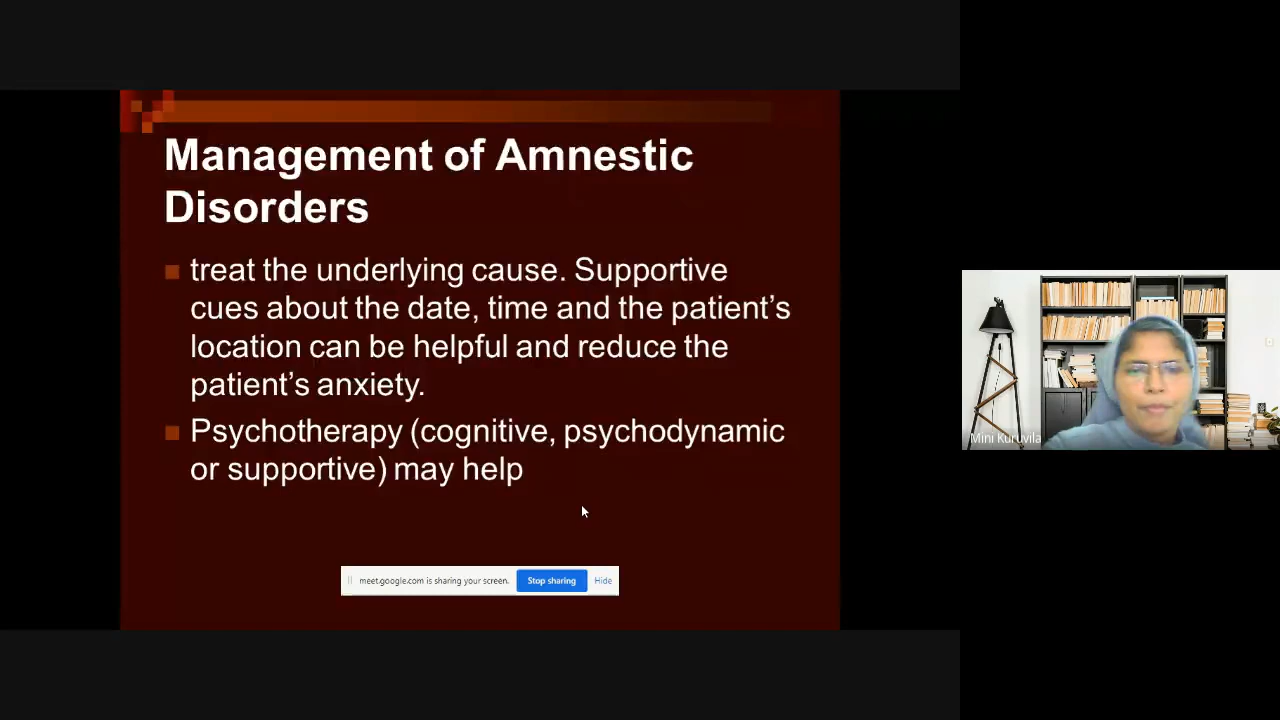 Management of Amnestic
Disorders
treat the underlying cause. Supportive
cues about the date, time and the patient's
location can be helpful and reduce the
patient's anxiety.
Psychotherapy (cognitive, psychodynamic
or supportive) may help
meet.google.com is sharing your screen. Stop sharing Hide
Mini Kuruvila